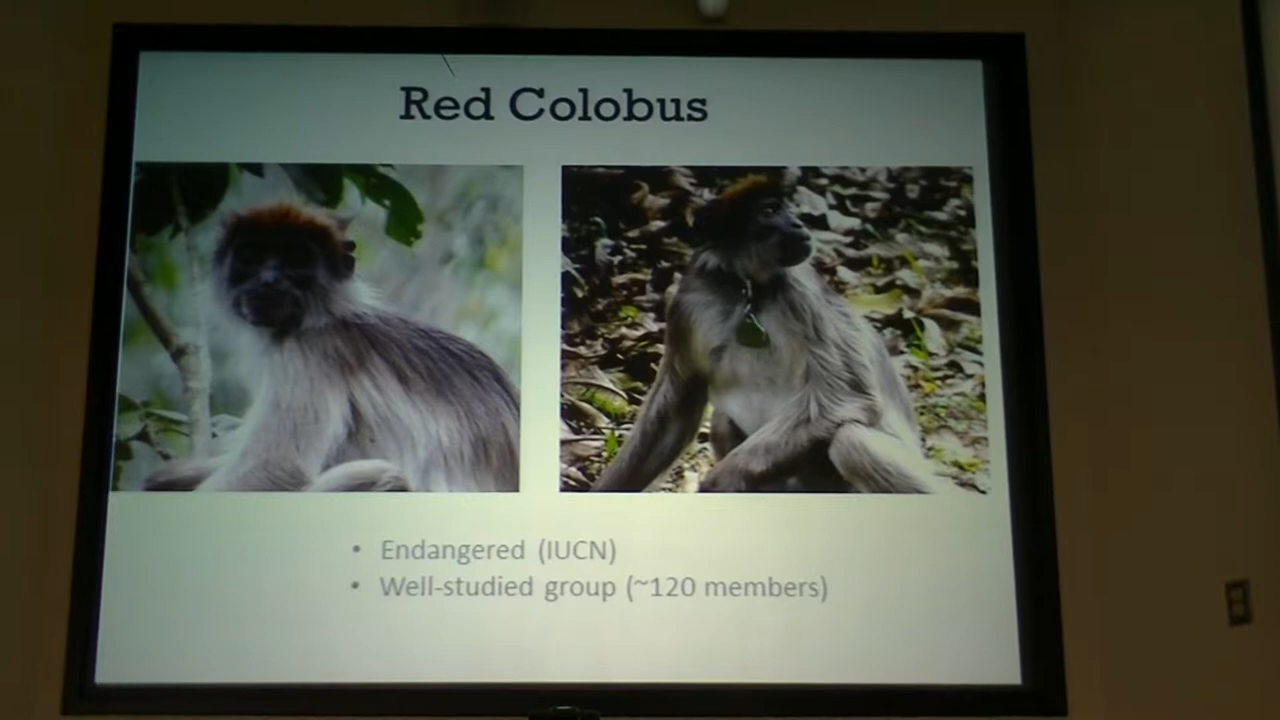 Red Colobus
• Endangered (IUCN)
• Well-studied group (~120 members)